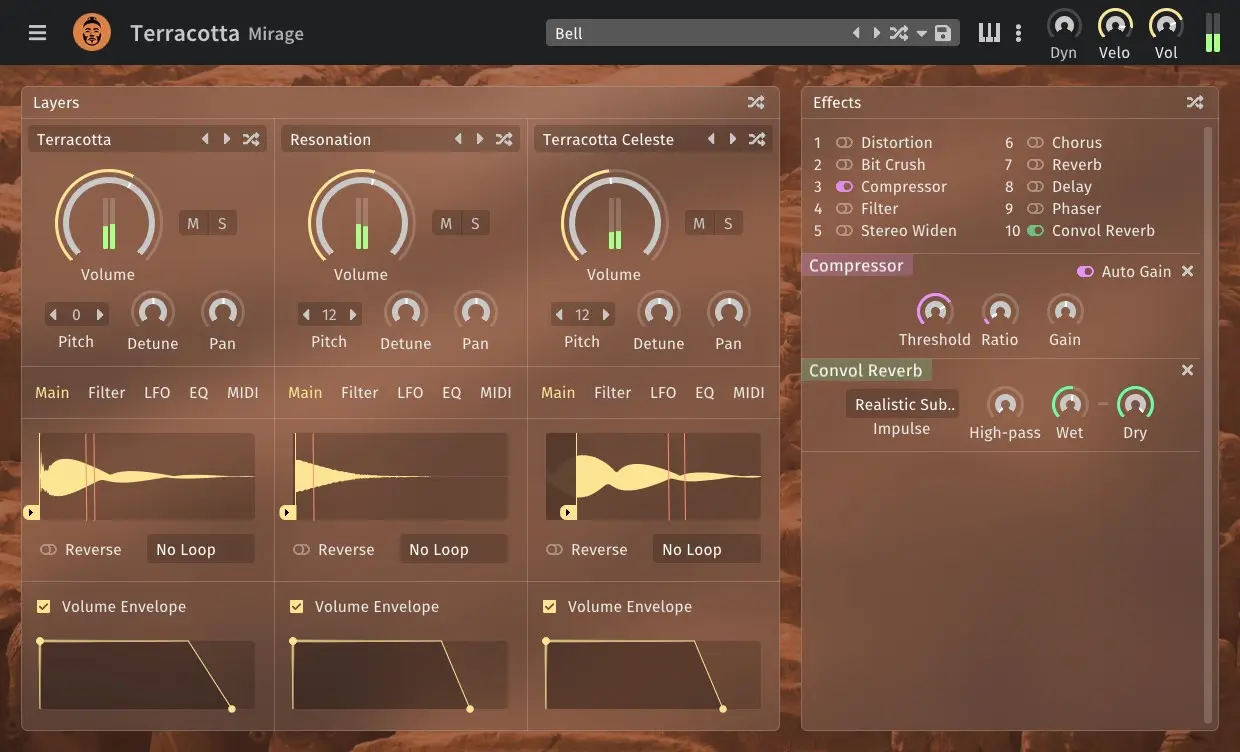 Terracotta Mirage
Bell
Dyn Velo Vol
Layers
Terracotta
M S
Volume
0
Pitch Detune Pan
Main Filter LFO EQ MIDI
Reverse No Loop
Volume Envelope
Resonation
M S
Volume
12
Pitch Detune Pan
Main Filter LFO EQ MIDI
Reverse No Loop
Volume Envelope
Terracotta Celeste
M S
Volume
12
Pitch Detune Pan
Main Filter LFO EQ MIDI
Reverse No Loop
Volume Envelope
Effects
1 Distortion
2 Bit Crush
3 Compressor
4 Filter
5 Stereo Widen
6 Chorus
7 Reverb
8 Delay
9 Phaser
10 Convol Reverb
Compressor
Auto Gain
Threshold Ratio Gain
Convol Reverb
Realistic Sub..
Impulse High-pass Wet Dry